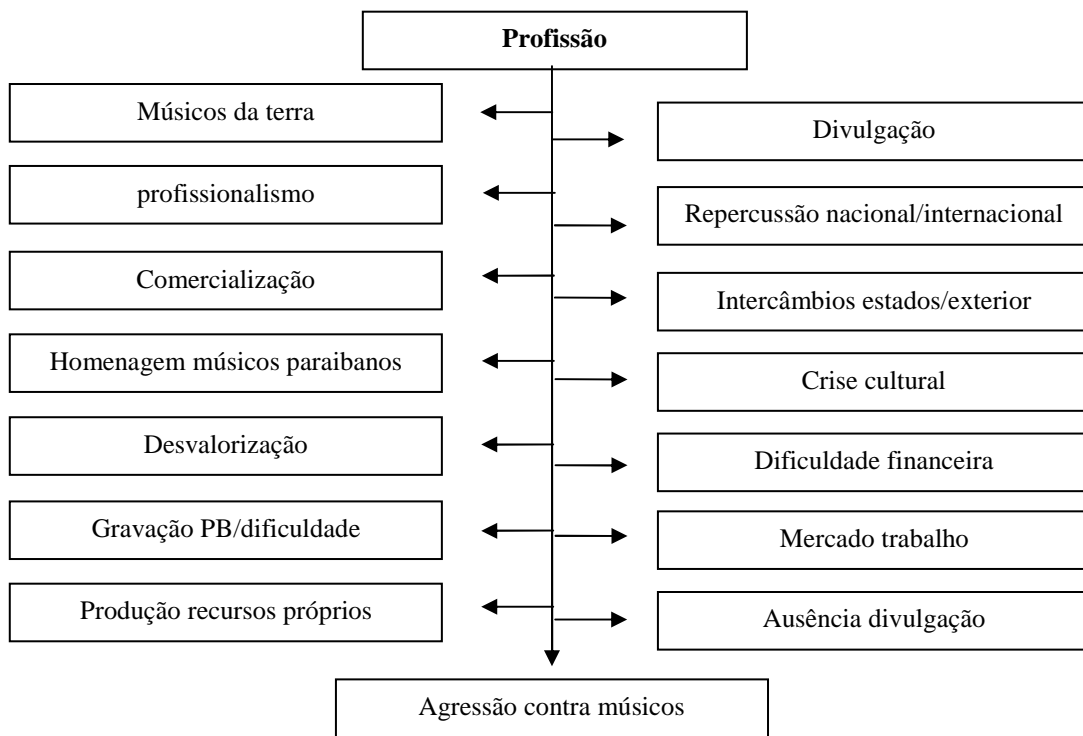 Profissão
Músicos da terra
Divulgação
profissionalismo
Repercussão nacional/internacional
Comercialização
Intercâmbios estados/exterior
Homenagem músicos paraibanos
Crise cultural
Desvalorização
Dificuldade financeira
Gravação PB/dificuldade
Mercado trabalho
Produção recursos próprios
Ausência divulgação
Agressão contra músicos